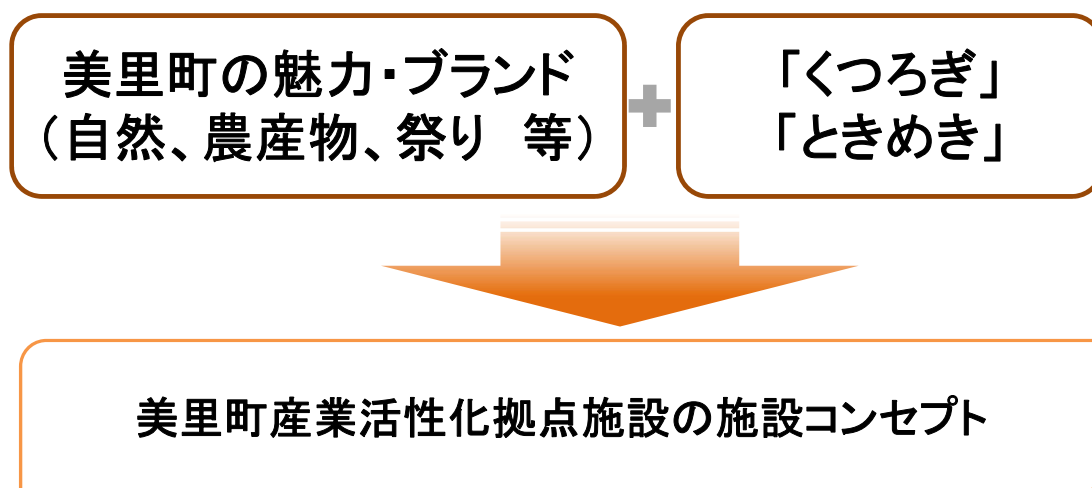 美里町の魅力・ブランド
（自然、農産物、祭り　等）
「くつろぎ」
「ときめき」
美里町産業活性化拠点施設の施設コンセプト